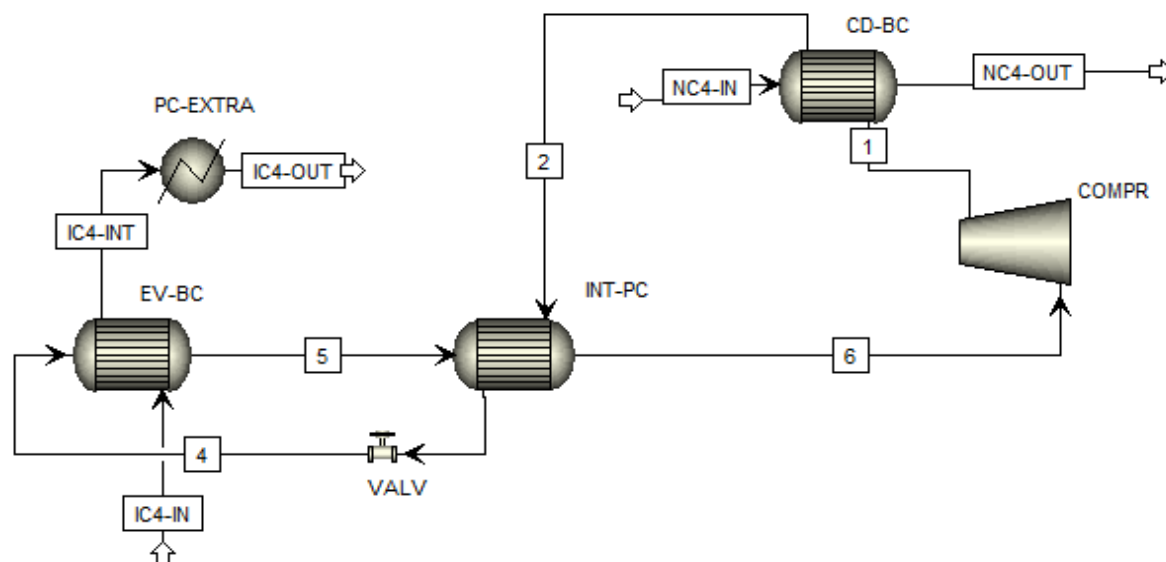 CD-BC
NC4-IN
NC4-OUT
PC-EXTRA
1
2
IC4-OUT
COMPR
IC4-INT
EV-BC
INT-PC
5
6
4
VALV
IC4-IN